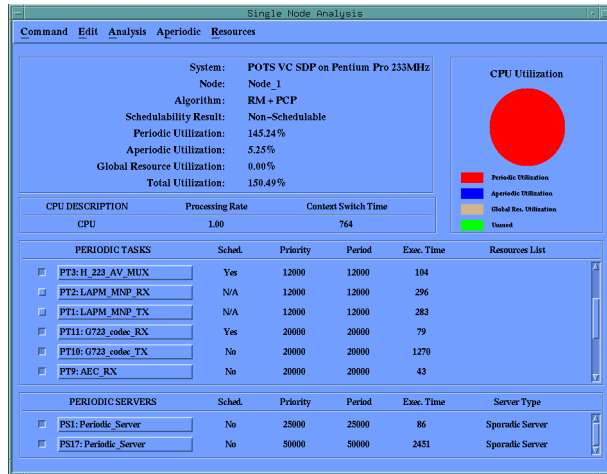 Single Node Analysis
Command Edit Analysis Aperiodic Resources
System: POTS VC SDP on Pentium Pro 233MHz
Node: Node_1
Algorithm: RM + PCP
Schedulability Result: Non-Schedulable
Periodic Utilization: 145.24%
Aperiodic Utilization: 5.25%
Global Resource Utilization: 0.00%
Total Utilization: 150.49%
CPU Utilization
Periodic Utilization
Aperiodic Utilization
Global Res. Utilization
Unused
CPU DESCRIPTION Processing Rate Context Switch Time
CPU 1.00 764
PERIODIC TASKS Sched. Priority Period Exec. Time Resources List
PT3: H_223_AV_MUX Yes 12000 12000 104
PT2: LAPM_MNP_RX N/A 12000 12000 296
PT1: LAPM_MNP_TX N/A 12000 12000 283
PT11: G723_codec_RX Yes 20000 20000 79
PT10: G723_codec_TX No 20000 20000 1270
PT9: AEC_RX No 20000 20000 43
PERIODIC SERVERS Sched. Priority Period Exec. Time Server Type
PS1: Periodic_Server No 25000 25000 86 Sporadic Server
PS17: Periodic_Server No 50000 50000 2451 Sporadic Server